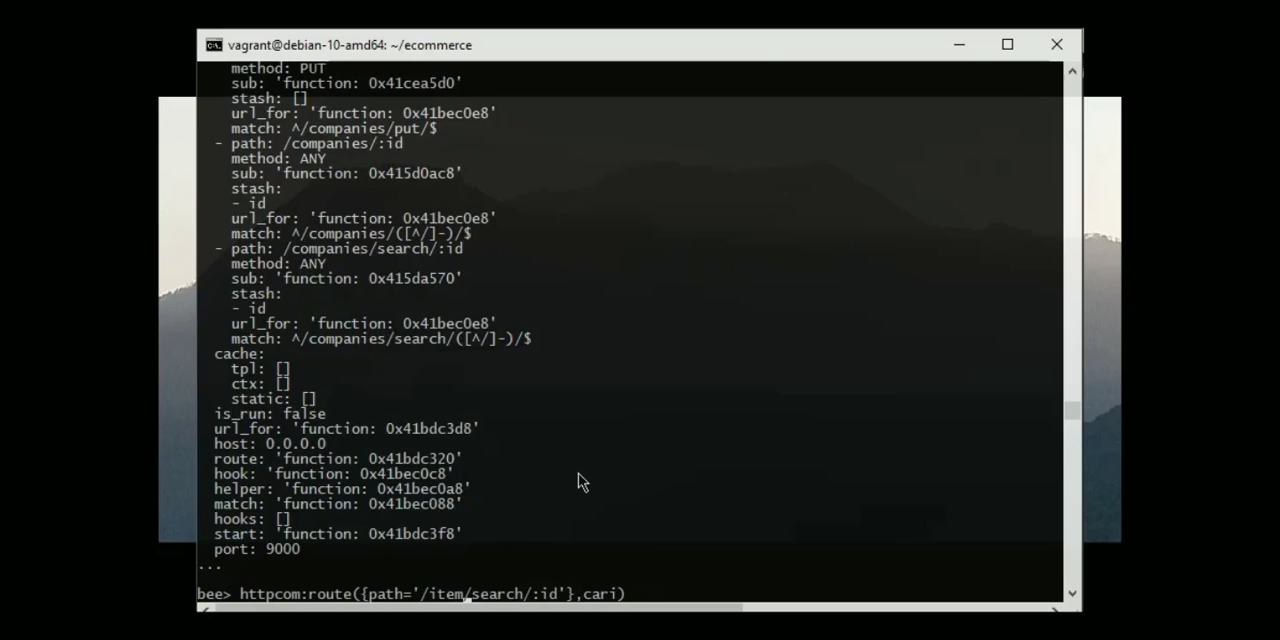 vagrant@debian-10-amd64: ~/ecommerce
method: PUT
sub: 'function: 0x41cea5d0'
stash: []
url_for: 'function: 0x41bec0e8'
match: ^/companies/put/$
- path: /companies/:id
method: ANY
sub: 'function: 0x415d0ac8'
stash:
- id
url_for: 'function: 0x41bec0e8'
match: ^/companies/([^/]-)/$
- path: /companies/search/:id
method: ANY
sub: 'function: 0x415da570'
stash:
- id
url_for: 'function: 0x41bec0e8'
match: ^/companies/search/([^/]-)/$
cache:
tpl: []
ctx: []
static: []
is_run: false
url_for: 'function: 0x41bdc3d8'
host: 0.0.0.0
route: 'function: 0x41bdc320'
hook: 'function: 0x41bec0c8'
helper: 'function: 0x41bec0a8'
match: 'function: 0x41bec088'
hooks: []
start: 'function: 0x41bdc3f8'
port: 9000
...
bee> httpcom:route({path='/item/search/:id'},cari)